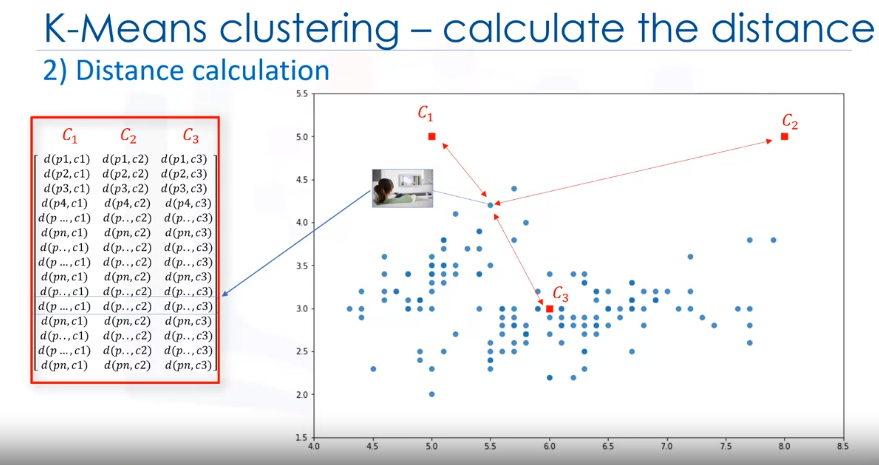 K-Means clustering – calculate the distance
2) Distance calculation
C1 C2 C3
d(p1,c1) d(p1,c2) d(p1,c3)
d(p2,c1) d(p2,c2) d(p2,c3)
d(p3,c1) d(p3,c2) d(p3,c3)
d(p4,c1) d(p4,c2) d(p4,c3)
d(p ...,c1) d(p..,c2) d(p..,c3)
d(pn,c1) d(pn,c2) d(pn,c3)
d(p..,c1) d(p..,c2) d(p..,c3)
d(p ...,c1) d(p..,c2) d(p..,c3)
d(pn,c1) d(pn,c2) d(pn,c3)
d(p..,c1) d(p..,c2) d(p..,c3)
d(p ...,c1) d(p..,c2) d(p..,c3)
d(pn,c1) d(pn,c2) d(pn,c3)
d(p..,c1) d(p..,c2) d(p..,c3)
d(p ...,c1) d(p..,c2) d(p..,c3)
d(pn,c1) d(pn,c2) d(pn,c3)
5.5
C1
C2
5.0
4.5
4.0
3.5
C3
3.0
2.5
2.0
1.5
4.0 4.5 5.0 5.5 6.0 6.5 7.0 7.5 8.0 8.5